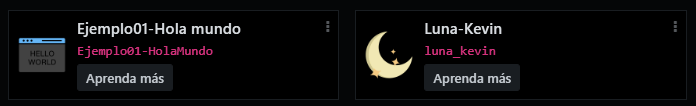 Ejemplo01-Hola mundo
HELLO
WORLD
Ejemplo01-HolaMundo
Aprenda más
Luna-Kevin
luna_kevin
Aprenda más